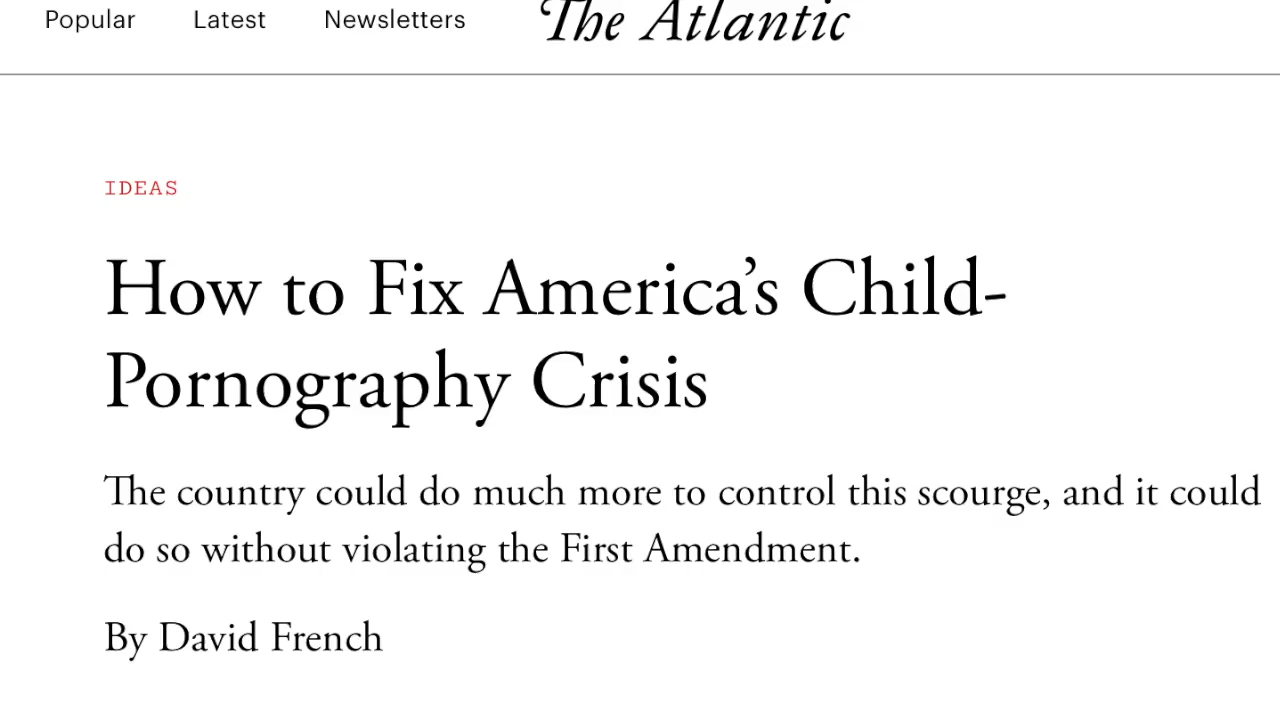 Popular Latest Newsletters The Atlantic
IDEAS
How to Fix America’s Child-
Pornography Crisis
The country could do much more to control this scourge, and it could
do so without violating the First Amendment.
By David French